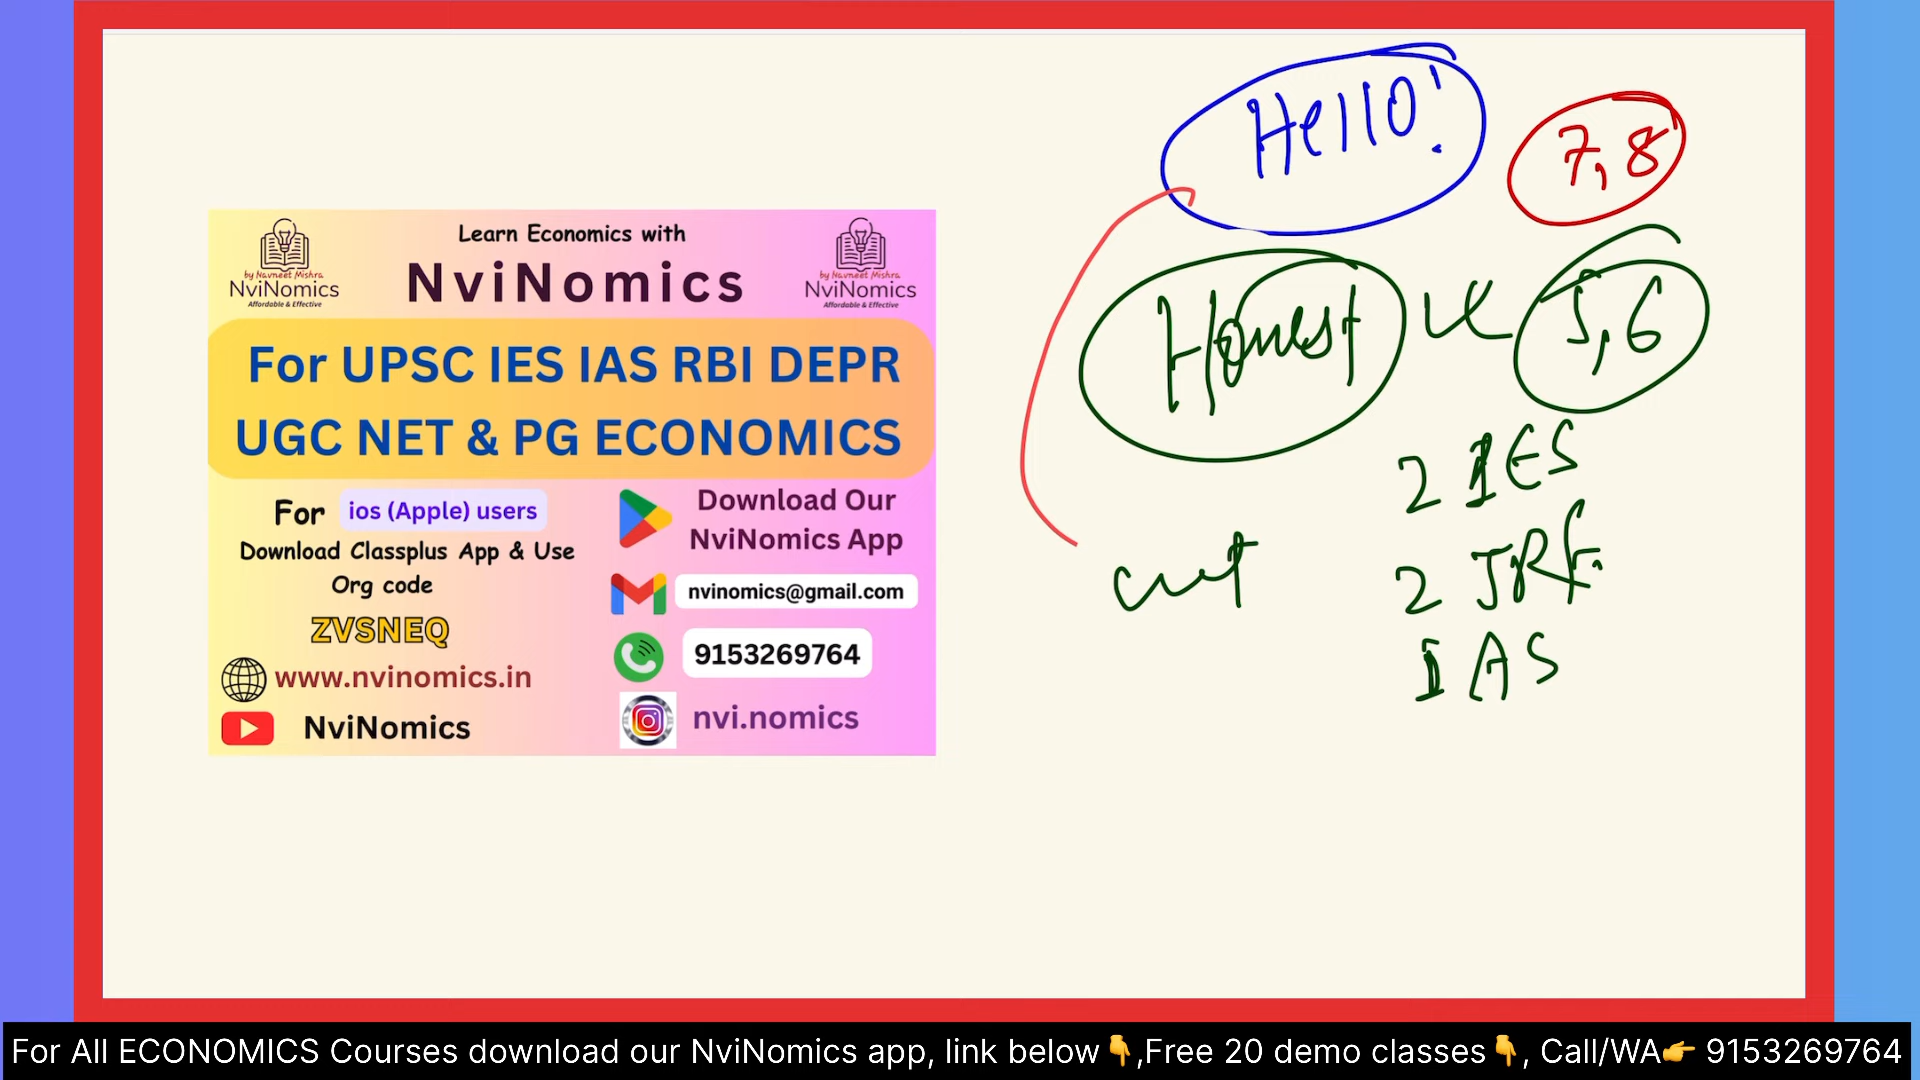 Learn Economics with
NviNomics
by Navneet Mishra
NviNomics
Affordable & Effective
by Navneet Mishra
NviNomics
Affordable & Effective
For UPSC IES IAS RBI DEPR
UGC NET & PG ECONOMICS
For ios (Apple) users
Download Classplus App & Use
Org code
ZVSNEQ
www.nvinomics.in
NviNomics
Download Our
NviNomics App
nvinomics@gmail.com
9153269764
nvi.nomics
Hello!
7, 8
Honest
5, 6
2 IES
2 JRF
IAS
For All ECONOMICS Courses download our NviNomics app, link below👇,Free 20 demo classes👇, Call/WA👉 9153269764